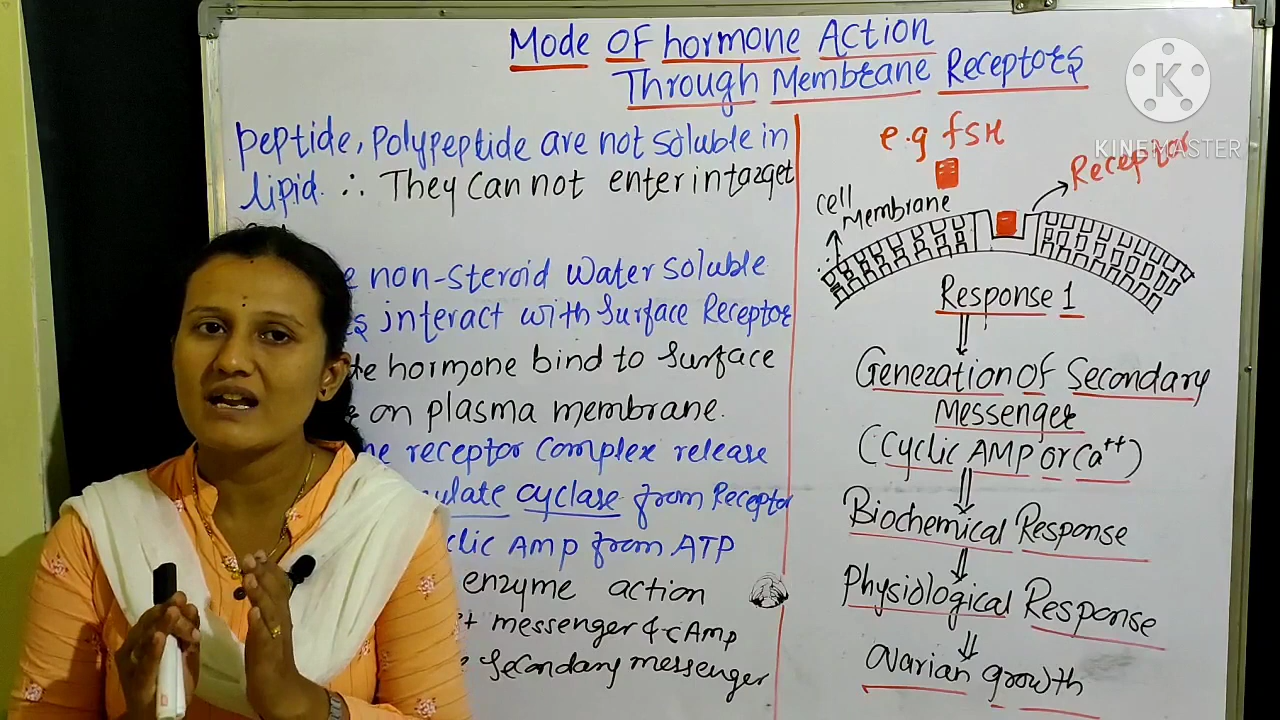 Mode OF hormone Action
Through Membrane Receptors
K
KINEMASTER
peptide, polypeptide are not soluble in
lipid. ∴ They cannot enter in target
non-steroid Water soluble
interact with Surface Receptor
hormone bind to Surface
on plasma membrane.
receptor complex release
cyclase from Receptor
AMP from ATP
enzyme action
messenger & cAmp
Secondary messenger
e.g FSH
Receptor
cell
Membrane
Response 1
⇓
Generation of Secondary
Messenger
(Cyclic AMP or Ca⁺⁺)
⇓
Biochemical Response
⇓
Physiological Response
⇓
Ovarian growth